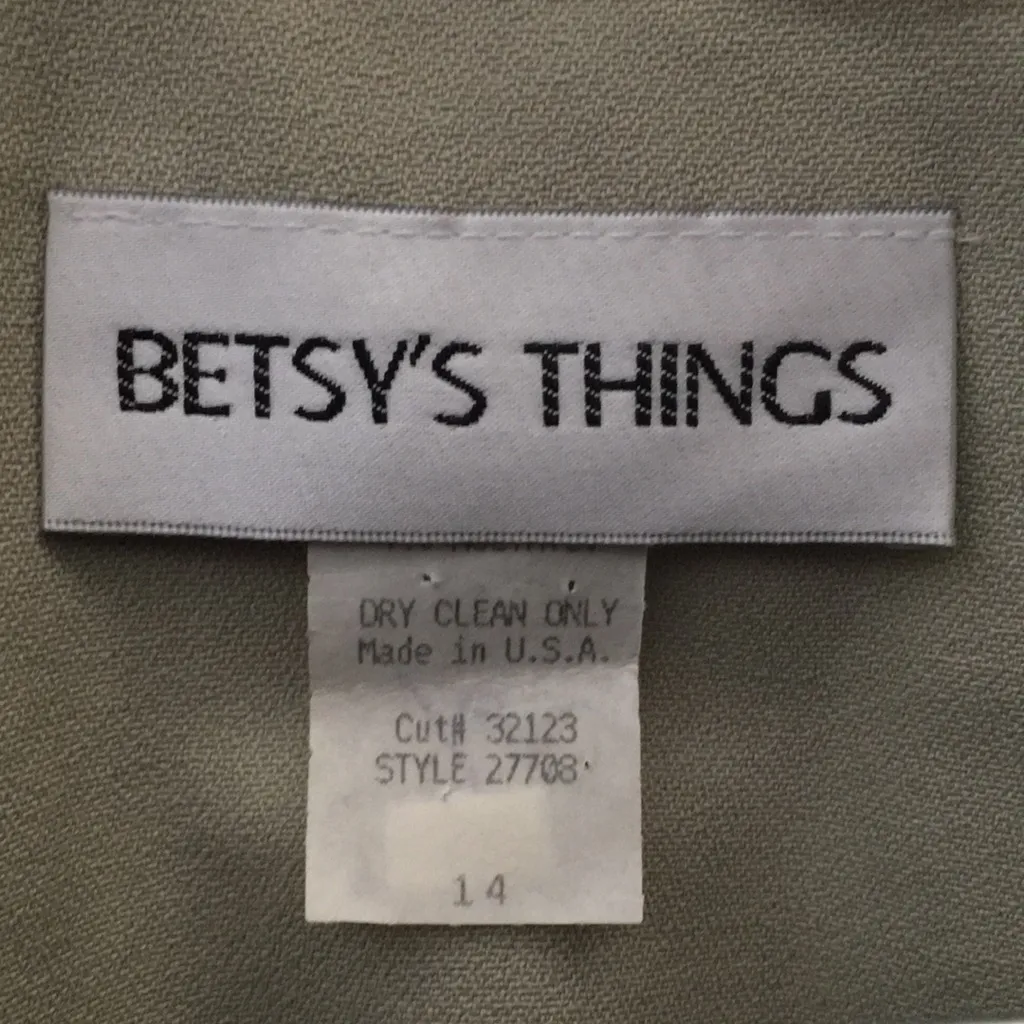 BETSY'S THINGS
DRY CLEAN ONLY
Made in U.S.A.
Cut# 32123
STYLE 27708
14